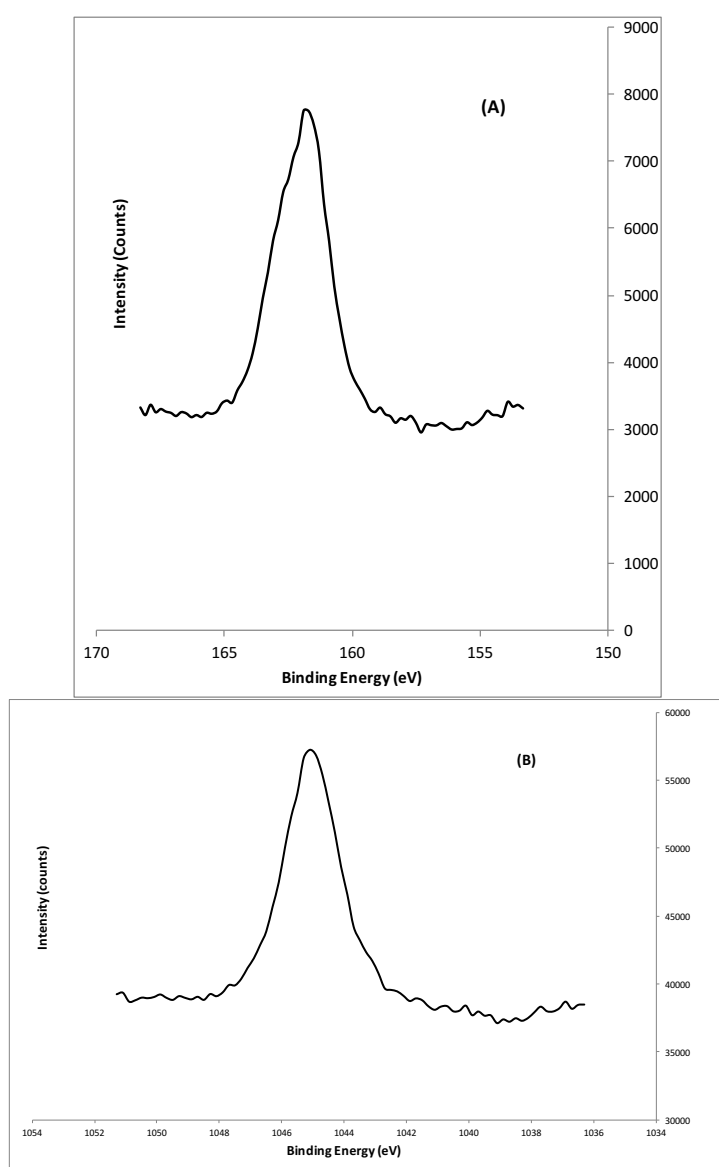 9000
(A)
8000
7000
6000
Intensity (Counts)
5000
4000
3000
2000
1000
0
170 165 160 155 150
Binding Energy (eV)
60000
(B)
55000
50000
45000
Intensity (counts)
40000
35000
30000
1054 1052 1050 1048 1046 1044 1042 1040 1038 1036 1034
Binding Energy (eV)